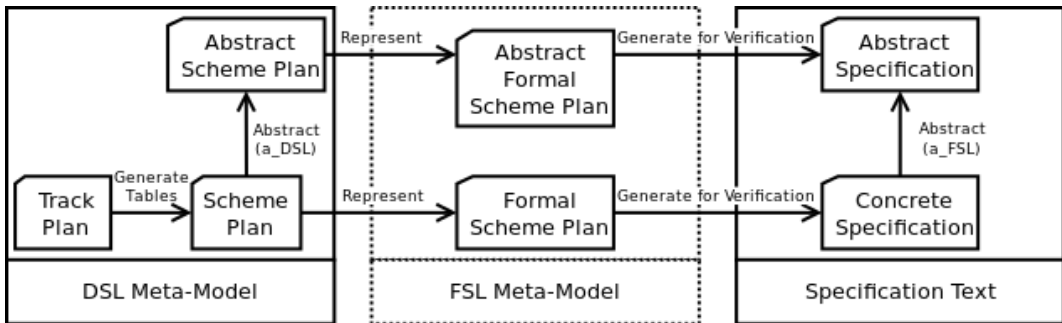 Abstract
Scheme Plan
Represent
Abstract
Formal
Scheme Plan
Generate for Verification
Abstract
Specification
Abstract
(a_DSL)
Abstract
(a_FSL)
Track
Plan
Generate
Tables
Scheme
Plan
Represent
Formal
Scheme Plan
Generate for Verification
Concrete
Specification
DSL Meta-Model
FSL Meta-Model
Specification Text